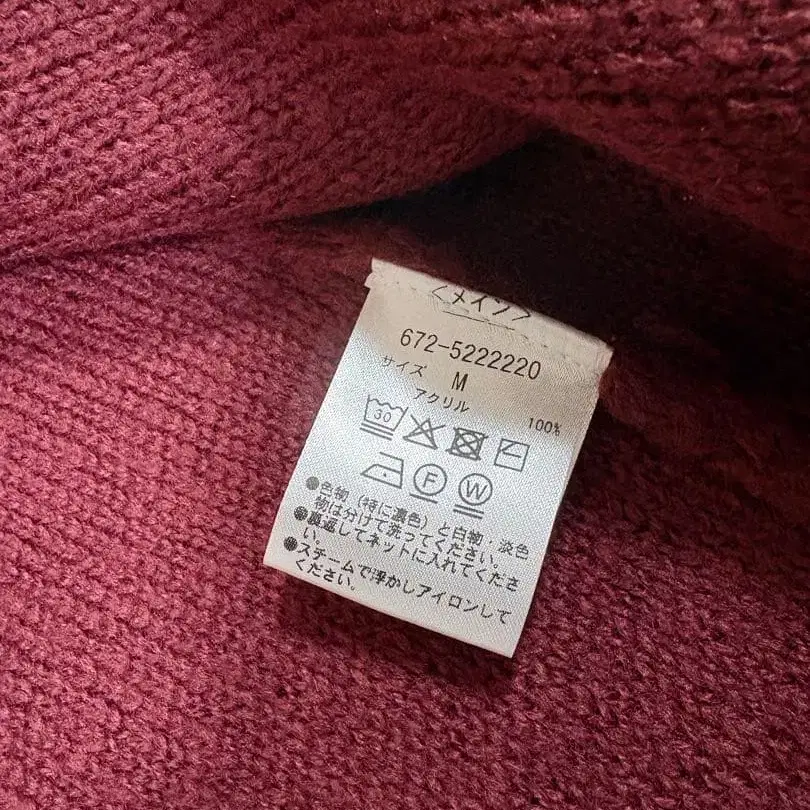 〈メイン〉
672-5222220
サイズ M
アクリル 100%
30
F W
●色物（特に濃色）と白物・淡色
物は分けて洗ってください。
●裏返してネットに入れてくださ
い。
●スチームで浮かしアイロンして
ください。